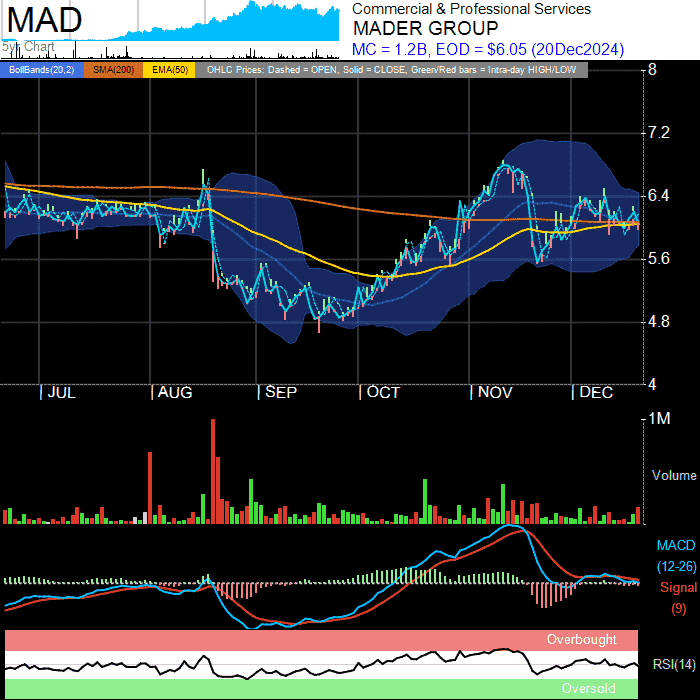 MAD
5yr Chart
Commercial & Professional Services
MADER GROUP
MC = 1.2B, EOD = $6.05 (20Dec2024)
BollBands(20,2) SMA(200) EMA(50) OHLC Prices: Dashed = OPEN, Solid = CLOSE, Green/Red bars = Intra-day HIGH/LOW
8
7.2
6.4
5.6
4.8
4
| JUL | AUG | SEP | OCT | NOV | DEC
1M
Volume
MACD
(12-26)
Signal
(9)
Overbought
RSI(14)
Oversold